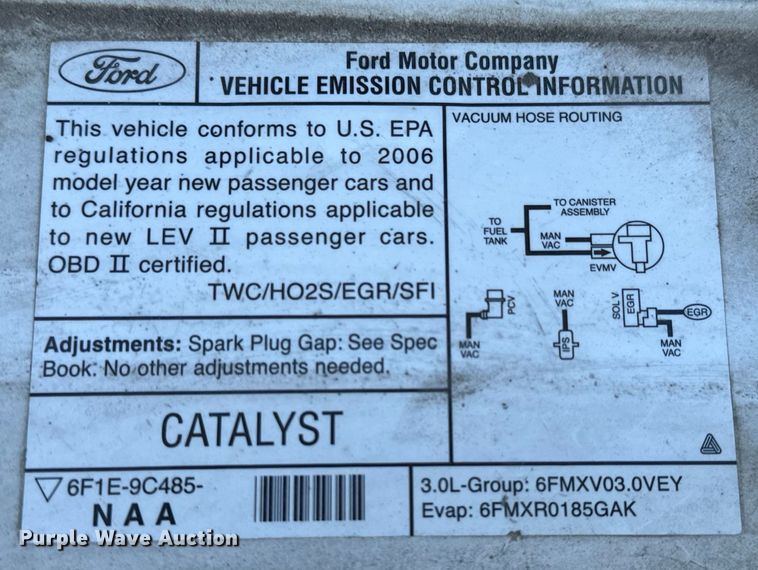 Ford
Ford Motor Company
VEHICLE EMISSION CONTROL INFORMATION
This vehicle conforms to U.S. EPA
regulations applicable to 2006
model year new passenger cars and
to California regulations applicable
to new LEV II passenger cars.
OBD II certified.
TWC/HO2S/EGR/SFI
Adjustments: Spark Plug Gap: See Spec
Book: No other adjustments needed.
CATALYST
6F1E-9C485-
NAA
VACUUM HOSE ROUTING
TO CANISTER
ASSEMBLY
TO
FUEL
TANK
MAN
VAC
EVMV
PCV
MAN
VAC
MAN
VAC
IPS
SOL V
EGR
EGR
MAN
VAC
3.0L-Group: 6FMXV03.0VEY
Evap: 6FMXR0185GAK
Purple Wave Auction